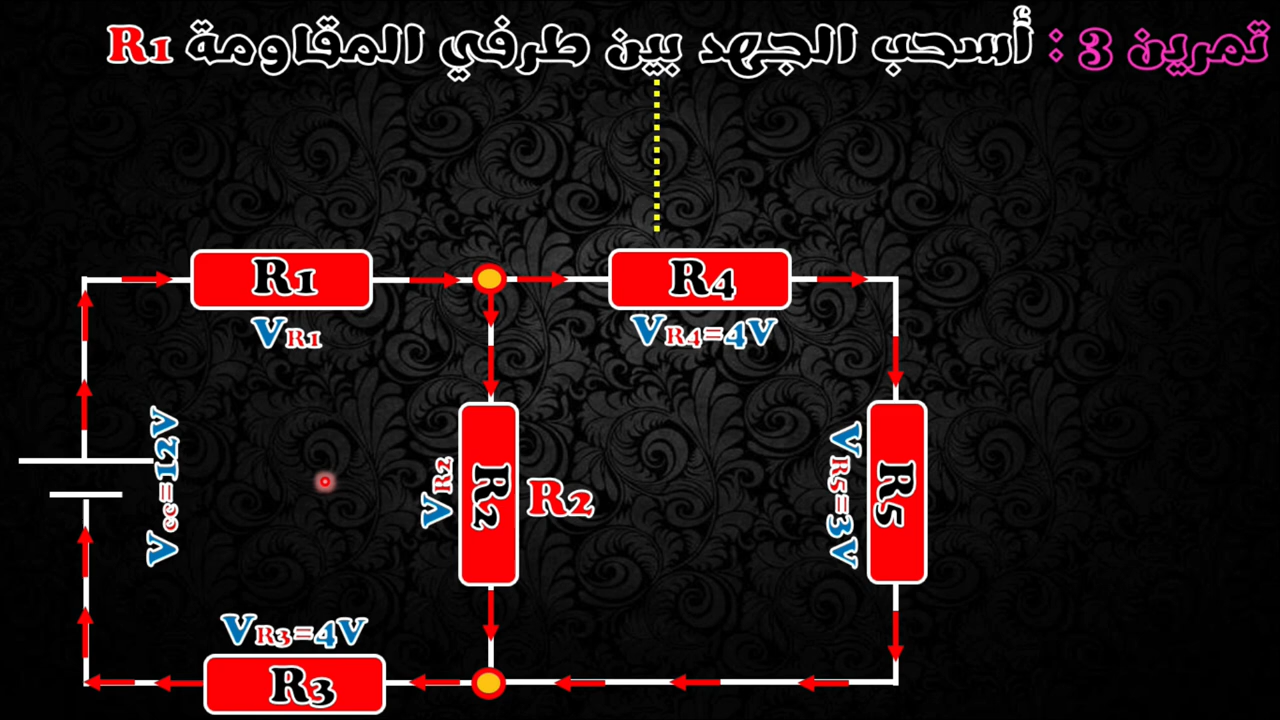 تمرين 3 : أسحب الجهد بين طرفي المقاومة R1
R1
VR1
R4
VR4=4V
Vcc=12V
VR2
R2
R2
VR5=3V
R5
VR3=4V
R3